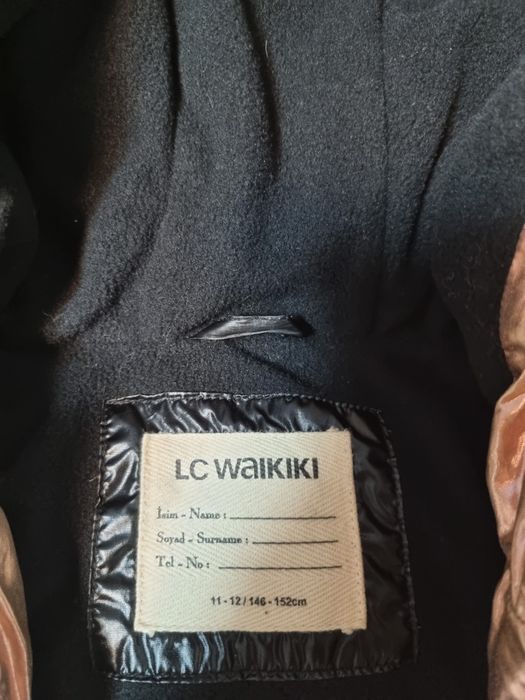 LC WAIKIKI
İsim - Name : 
Soyad - Surname : 
Tel - No : 
11 - 12 / 146 - 152cm